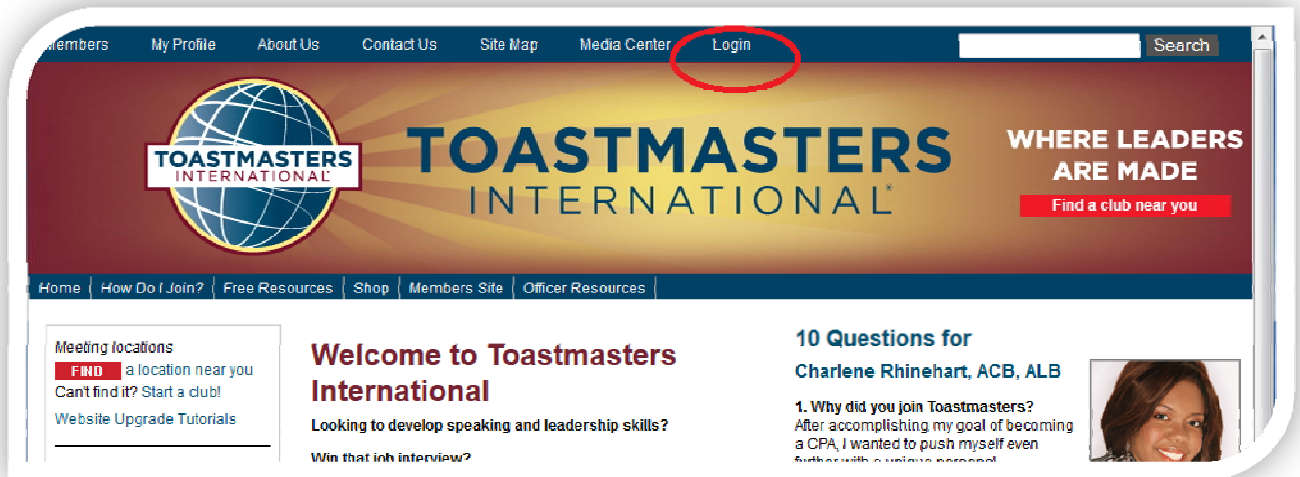 Members My Profile About Us Contact Us Site Map Media Center Login Search
TOASTMASTERS
INTERNATIONAL
TOASTMASTERS
INTERNATIONAL®
WHERE LEADERS
ARE MADE
Find a club near you
Home How Do I Join? Free Resources Shop Members Site Officer Resources
Meeting locations
FIND a location near you
Can't find it? Start a club!
Website Upgrade Tutorials
Welcome to Toastmasters
International
Looking to develop speaking and leadership skills?
Win that job interview?
10 Questions for
Charlene Rhinehart, ACB, ALB
1. Why did you join Toastmasters?
After accomplishing my goal of becoming
a CPA, I wanted to push myself even
further with a unique personal